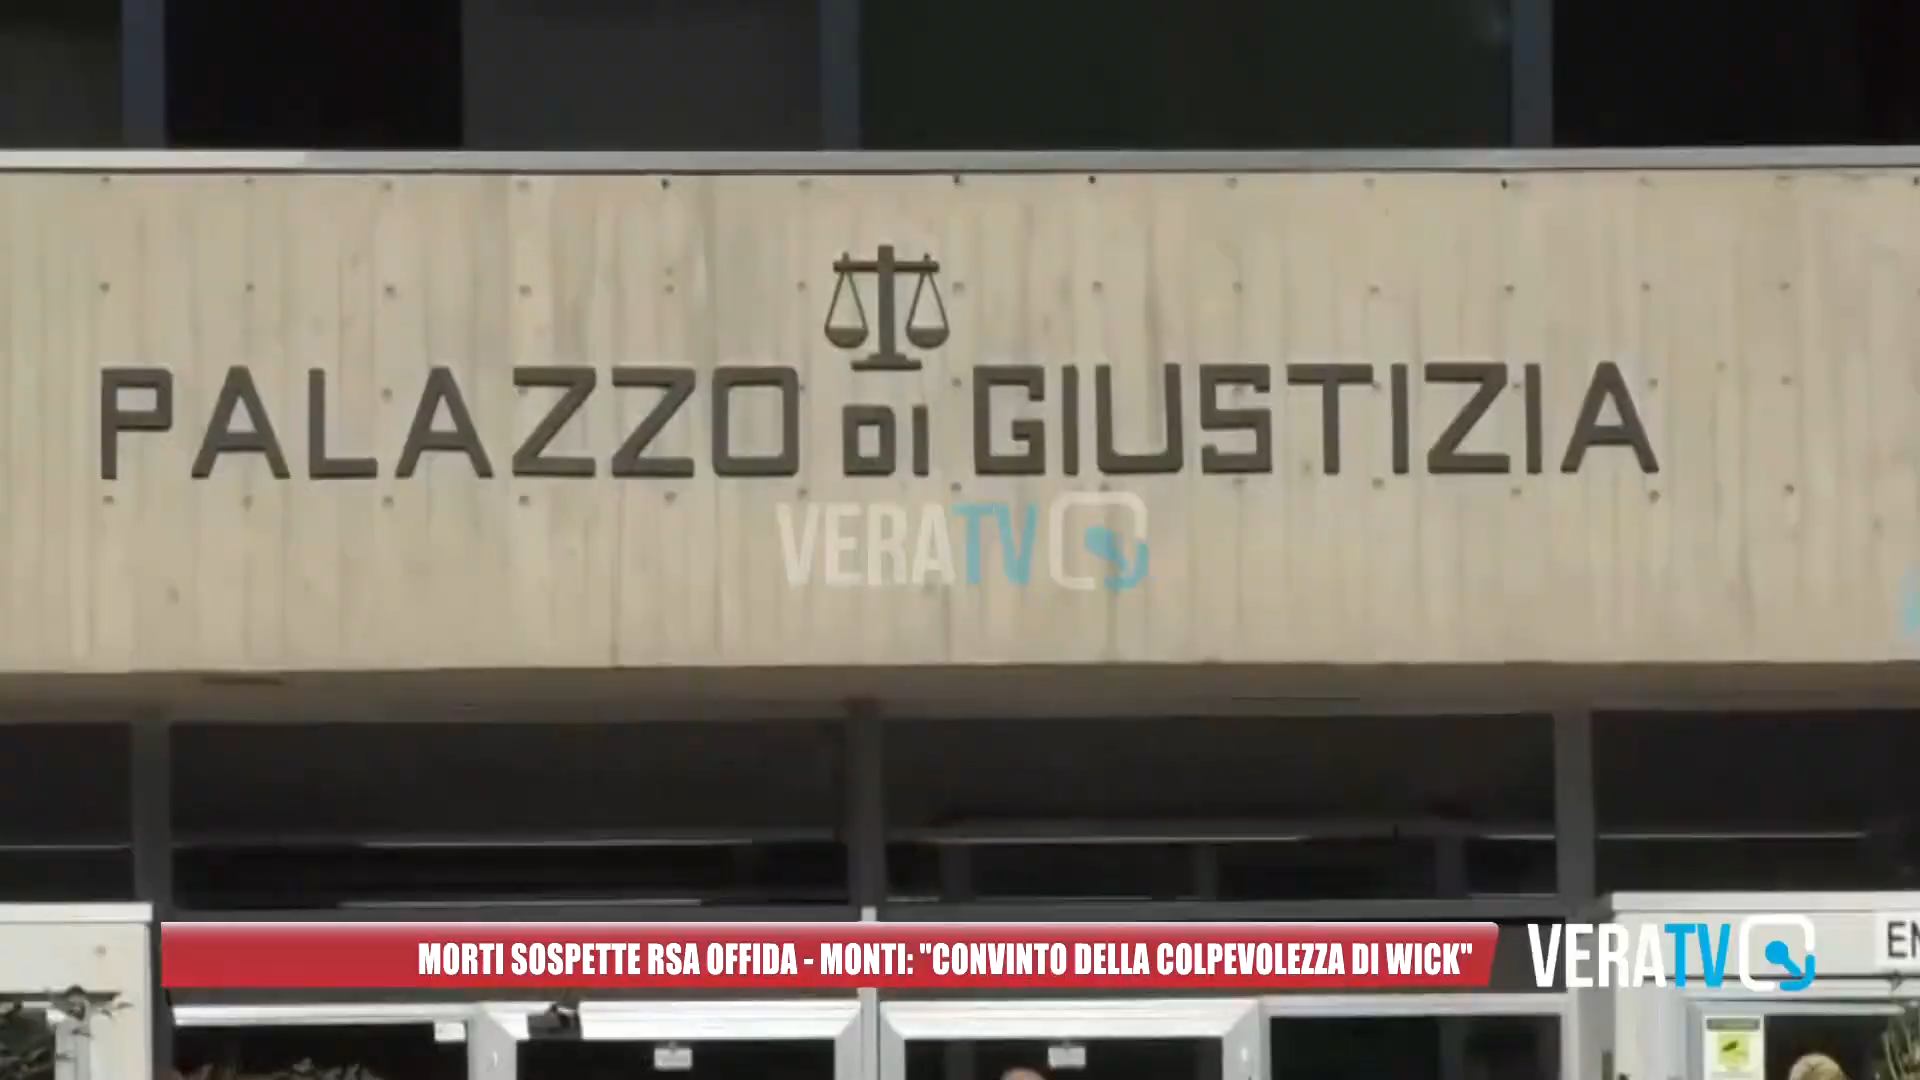 PALAZZO DI GIUSTIZIA
VERATV
MORTI SOSPETTE RSA OFFIDA - MONTI: "CONVINTO DELLA COLPEVOLEZZA DI WICK"
VERATV